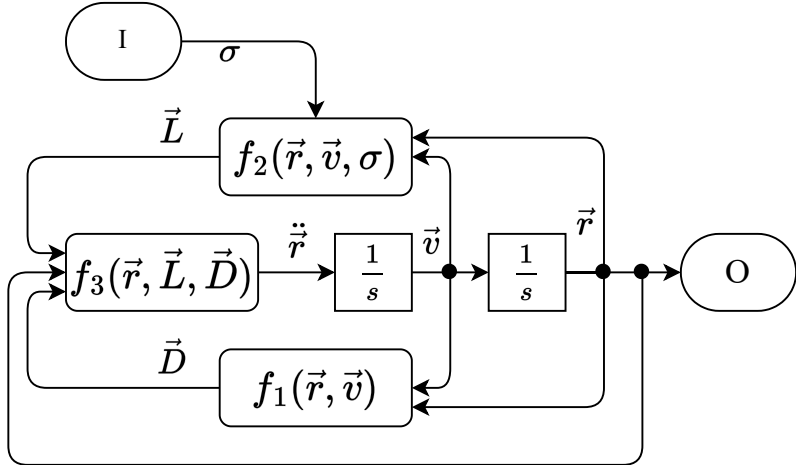 I
σ
L⃗
f₂(r⃗, v⃗, σ)
r⃗
r̈⃗
v⃗
f₃(r⃗, L⃗, D⃗)
1/s
1/s
O
D⃗
f₁(r⃗, v⃗)